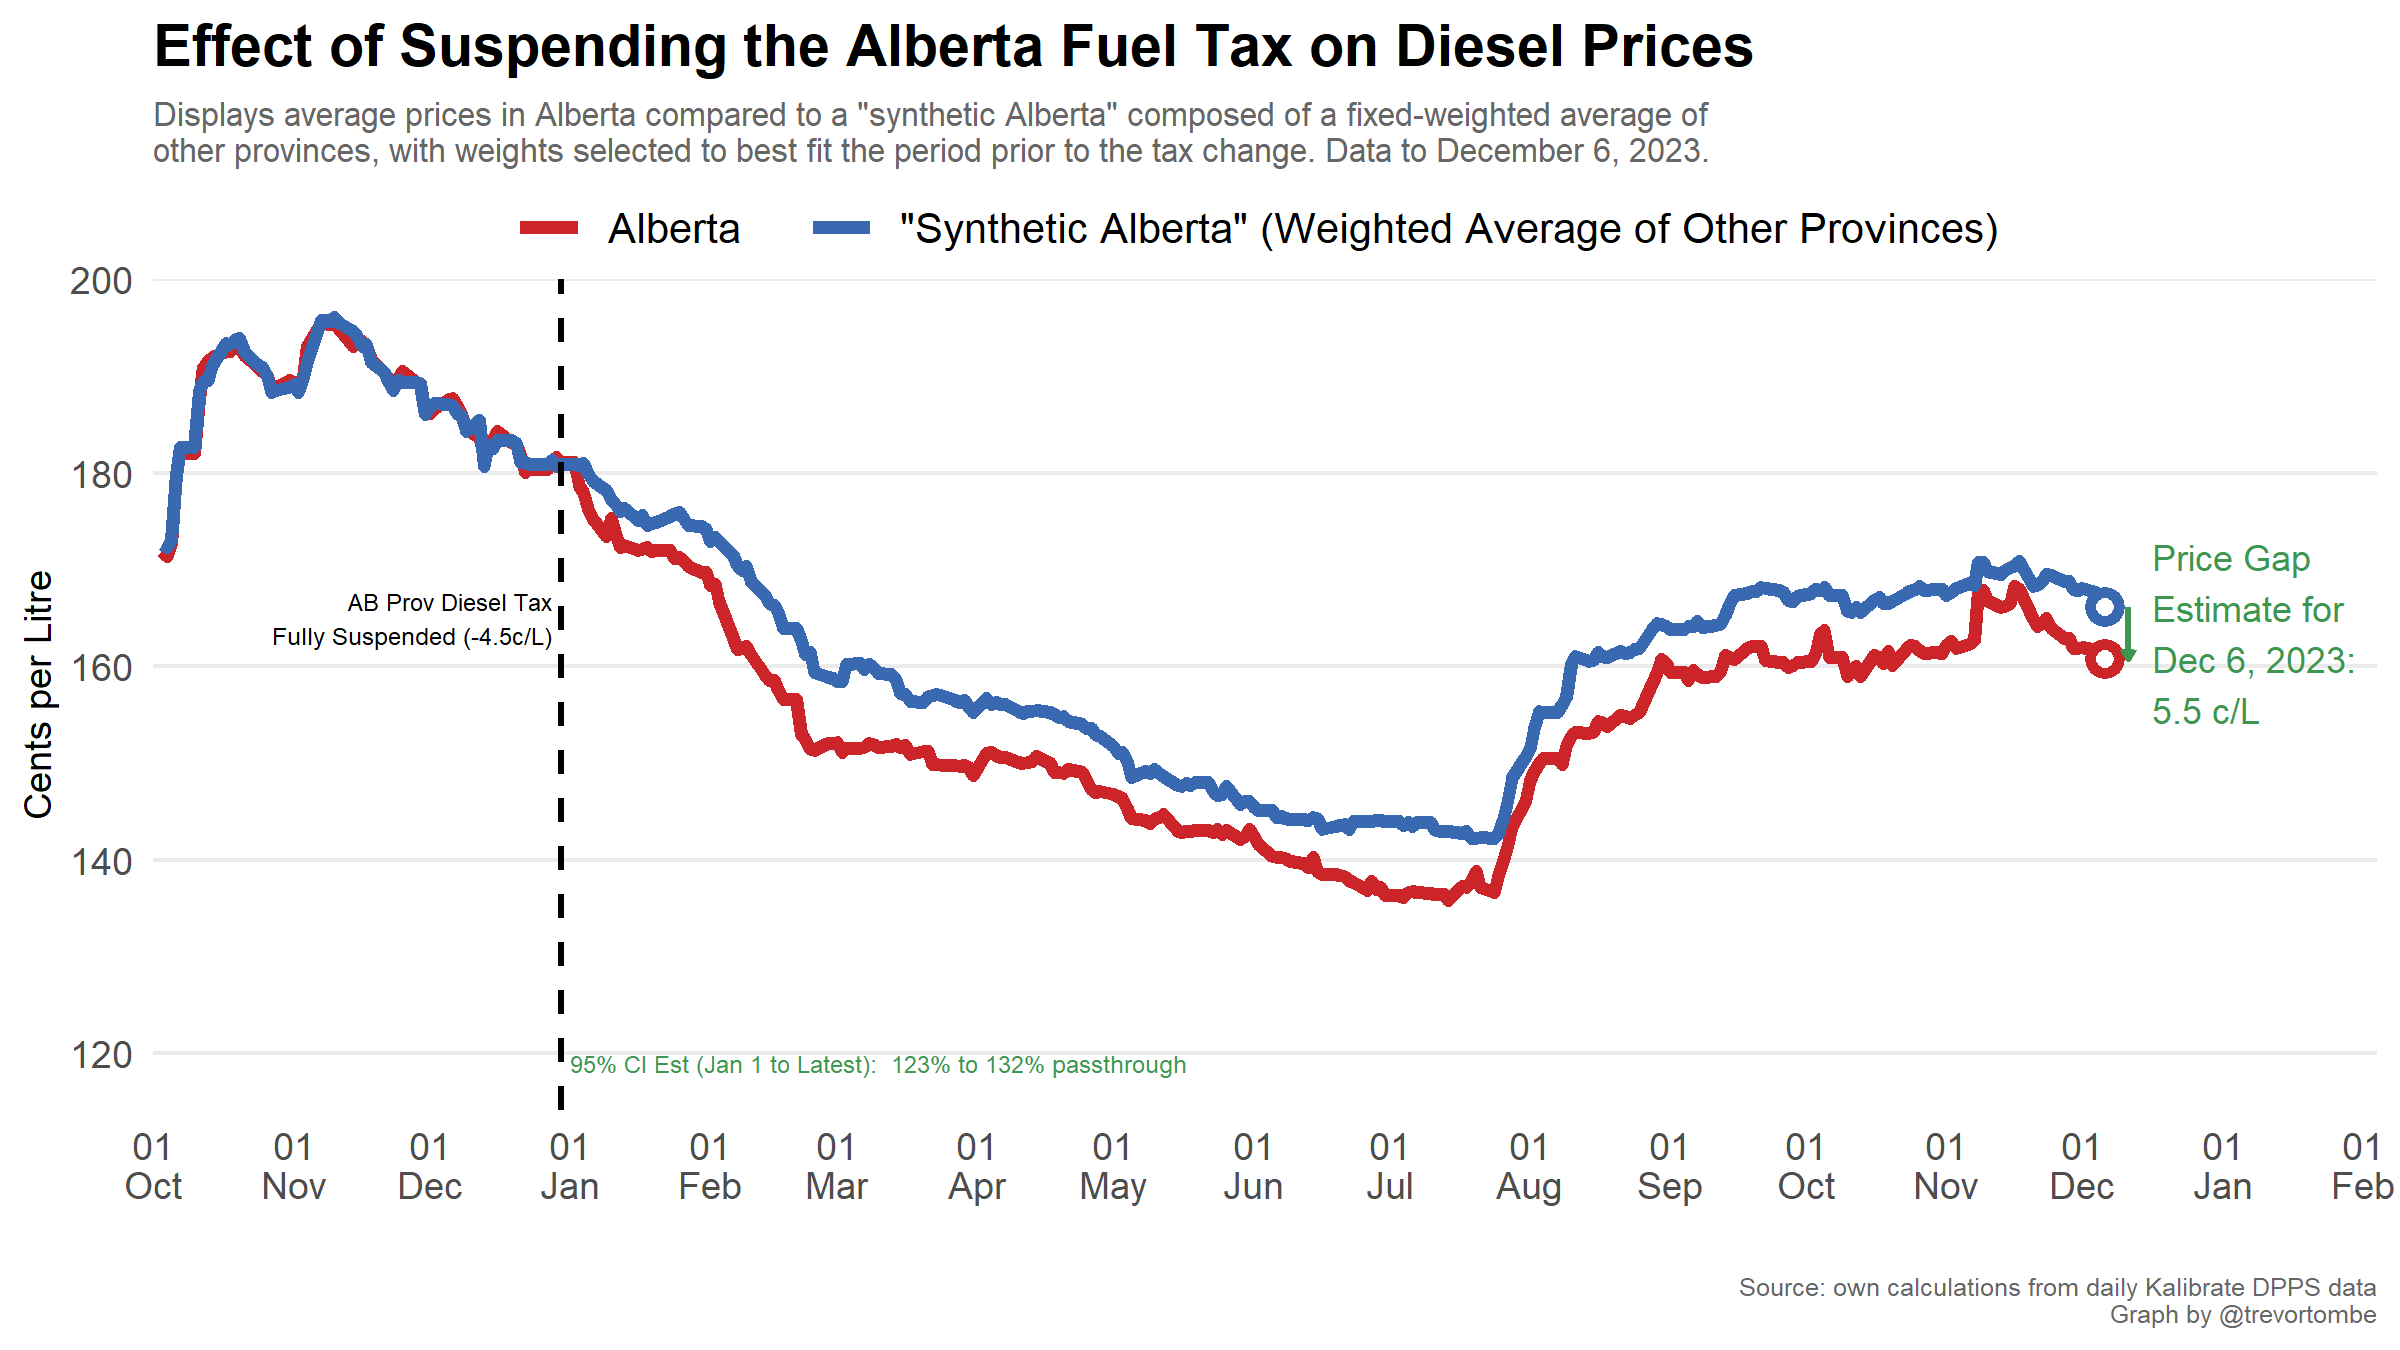 Effect of Suspending the Alberta Fuel Tax on Diesel Prices
Displays average prices in Alberta compared to a "synthetic Alberta" composed of a fixed-weighted average of
other provinces, with weights selected to best fit the period prior to the tax change. Data to December 6, 2023.
Alberta
"Synthetic Alberta" (Weighted Average of Other Provinces)
Cents per Litre
200
180
160
140
120
AB Prov Diesel Tax
Fully Suspended (-4.5c/L)
Price Gap
Estimate for
Dec 6, 2023:
5.5 c/L
95% CI Est (Jan 1 to Latest):  123% to 132% passthrough
01 01 01 01 01 01 01 01 01 01 01 01 01 01 01 01 01
Oct Nov Dec Jan Feb Mar Apr May Jun Jul Aug Sep Oct Nov Dec Jan Feb
Source: own calculations from daily Kalibrate DPPS data
Graph by @trevortombe